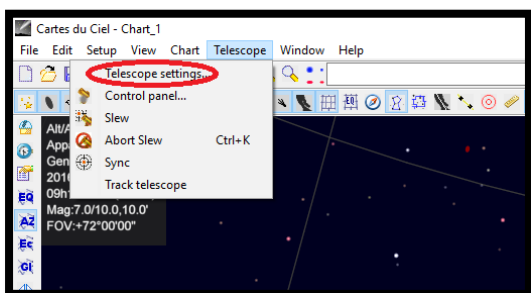 Cartes du Ciel - Chart_1
File Edit Setup View Chart Telescope Window Help
Telescope settings...
Control panel...
Slew
Abort Slew Ctrl+K
Sync
Track telescope
Alt/A
App
Gen
201
09h
Mag:7.0/10.0,10.0'
FOV:+72°00'00"
EQ
AZ
Ec
Gl